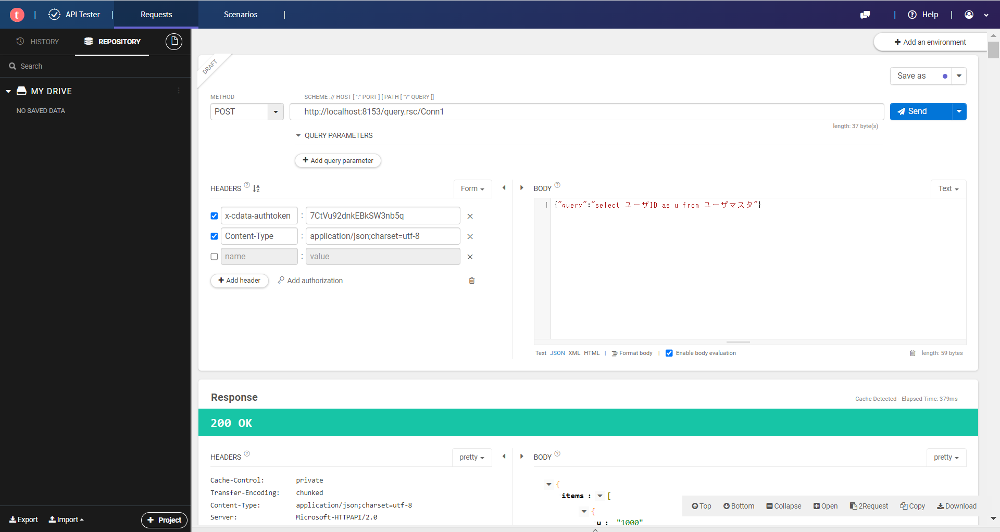 t | API Tester | Requests Scenarios | | Help |
HISTORY REPOSITORY
Search
MY DRIVE
NO SAVED DATA
Export Import + Project
+ Add an environment
DRAFT
Save as
METHOD SCHEME :// HOST [ ":" PORT ] [ PATH [ "?" QUERY ]]
POST http://localhost:8153/query.rsc/Conn1 Send
length: 37 byte(s)
QUERY PARAMETERS
+ Add query parameter
HEADERS ? Form
x-cdata-authtoken : 7CtVu92dnkEBkSW3nb5q ×
Content-Type : application/json;charset=utf-8 ×
name : value ×
+ Add header Add authorization
BODY ? Text
1 {"query":"select ユーザID as u from ユーザマスタ"}
Text JSON XML HTML | Format body | Enable body evaluation length: 59 bytes
Response Cache Detected - Elapsed Time: 379ms
200 OK
HEADERS ? pretty
Cache-Control: private
Transfer-Encoding: chunked
Content-Type: application/json;charset=utf-8
Server: Microsoft-HTTPAPI/2.0
BODY ? pretty
{
items : [
{
u : "1000"
Top Bottom Collapse Open 2Request Copy Download